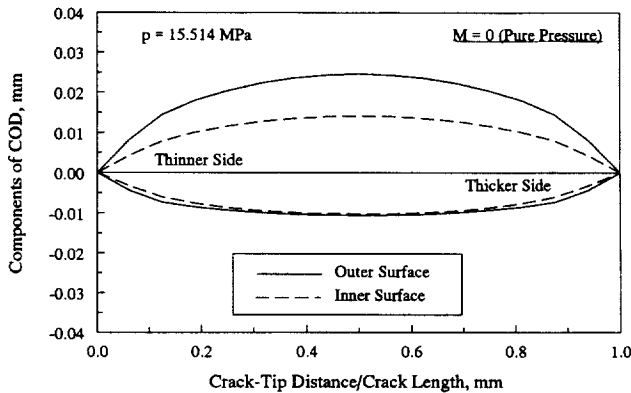 0.04
p = 15.514 MPa
M = 0 (Pure Pressure)
0.03
0.02
0.01
Thinner Side
0.00
Thicker Side
-0.01
-0.02
Outer Surface
-0.03
Inner Surface
-0.04
Components of COD, mm
0.0 0.2 0.4 0.6 0.8 1.0
Crack-Tip Distance/Crack Length, mm